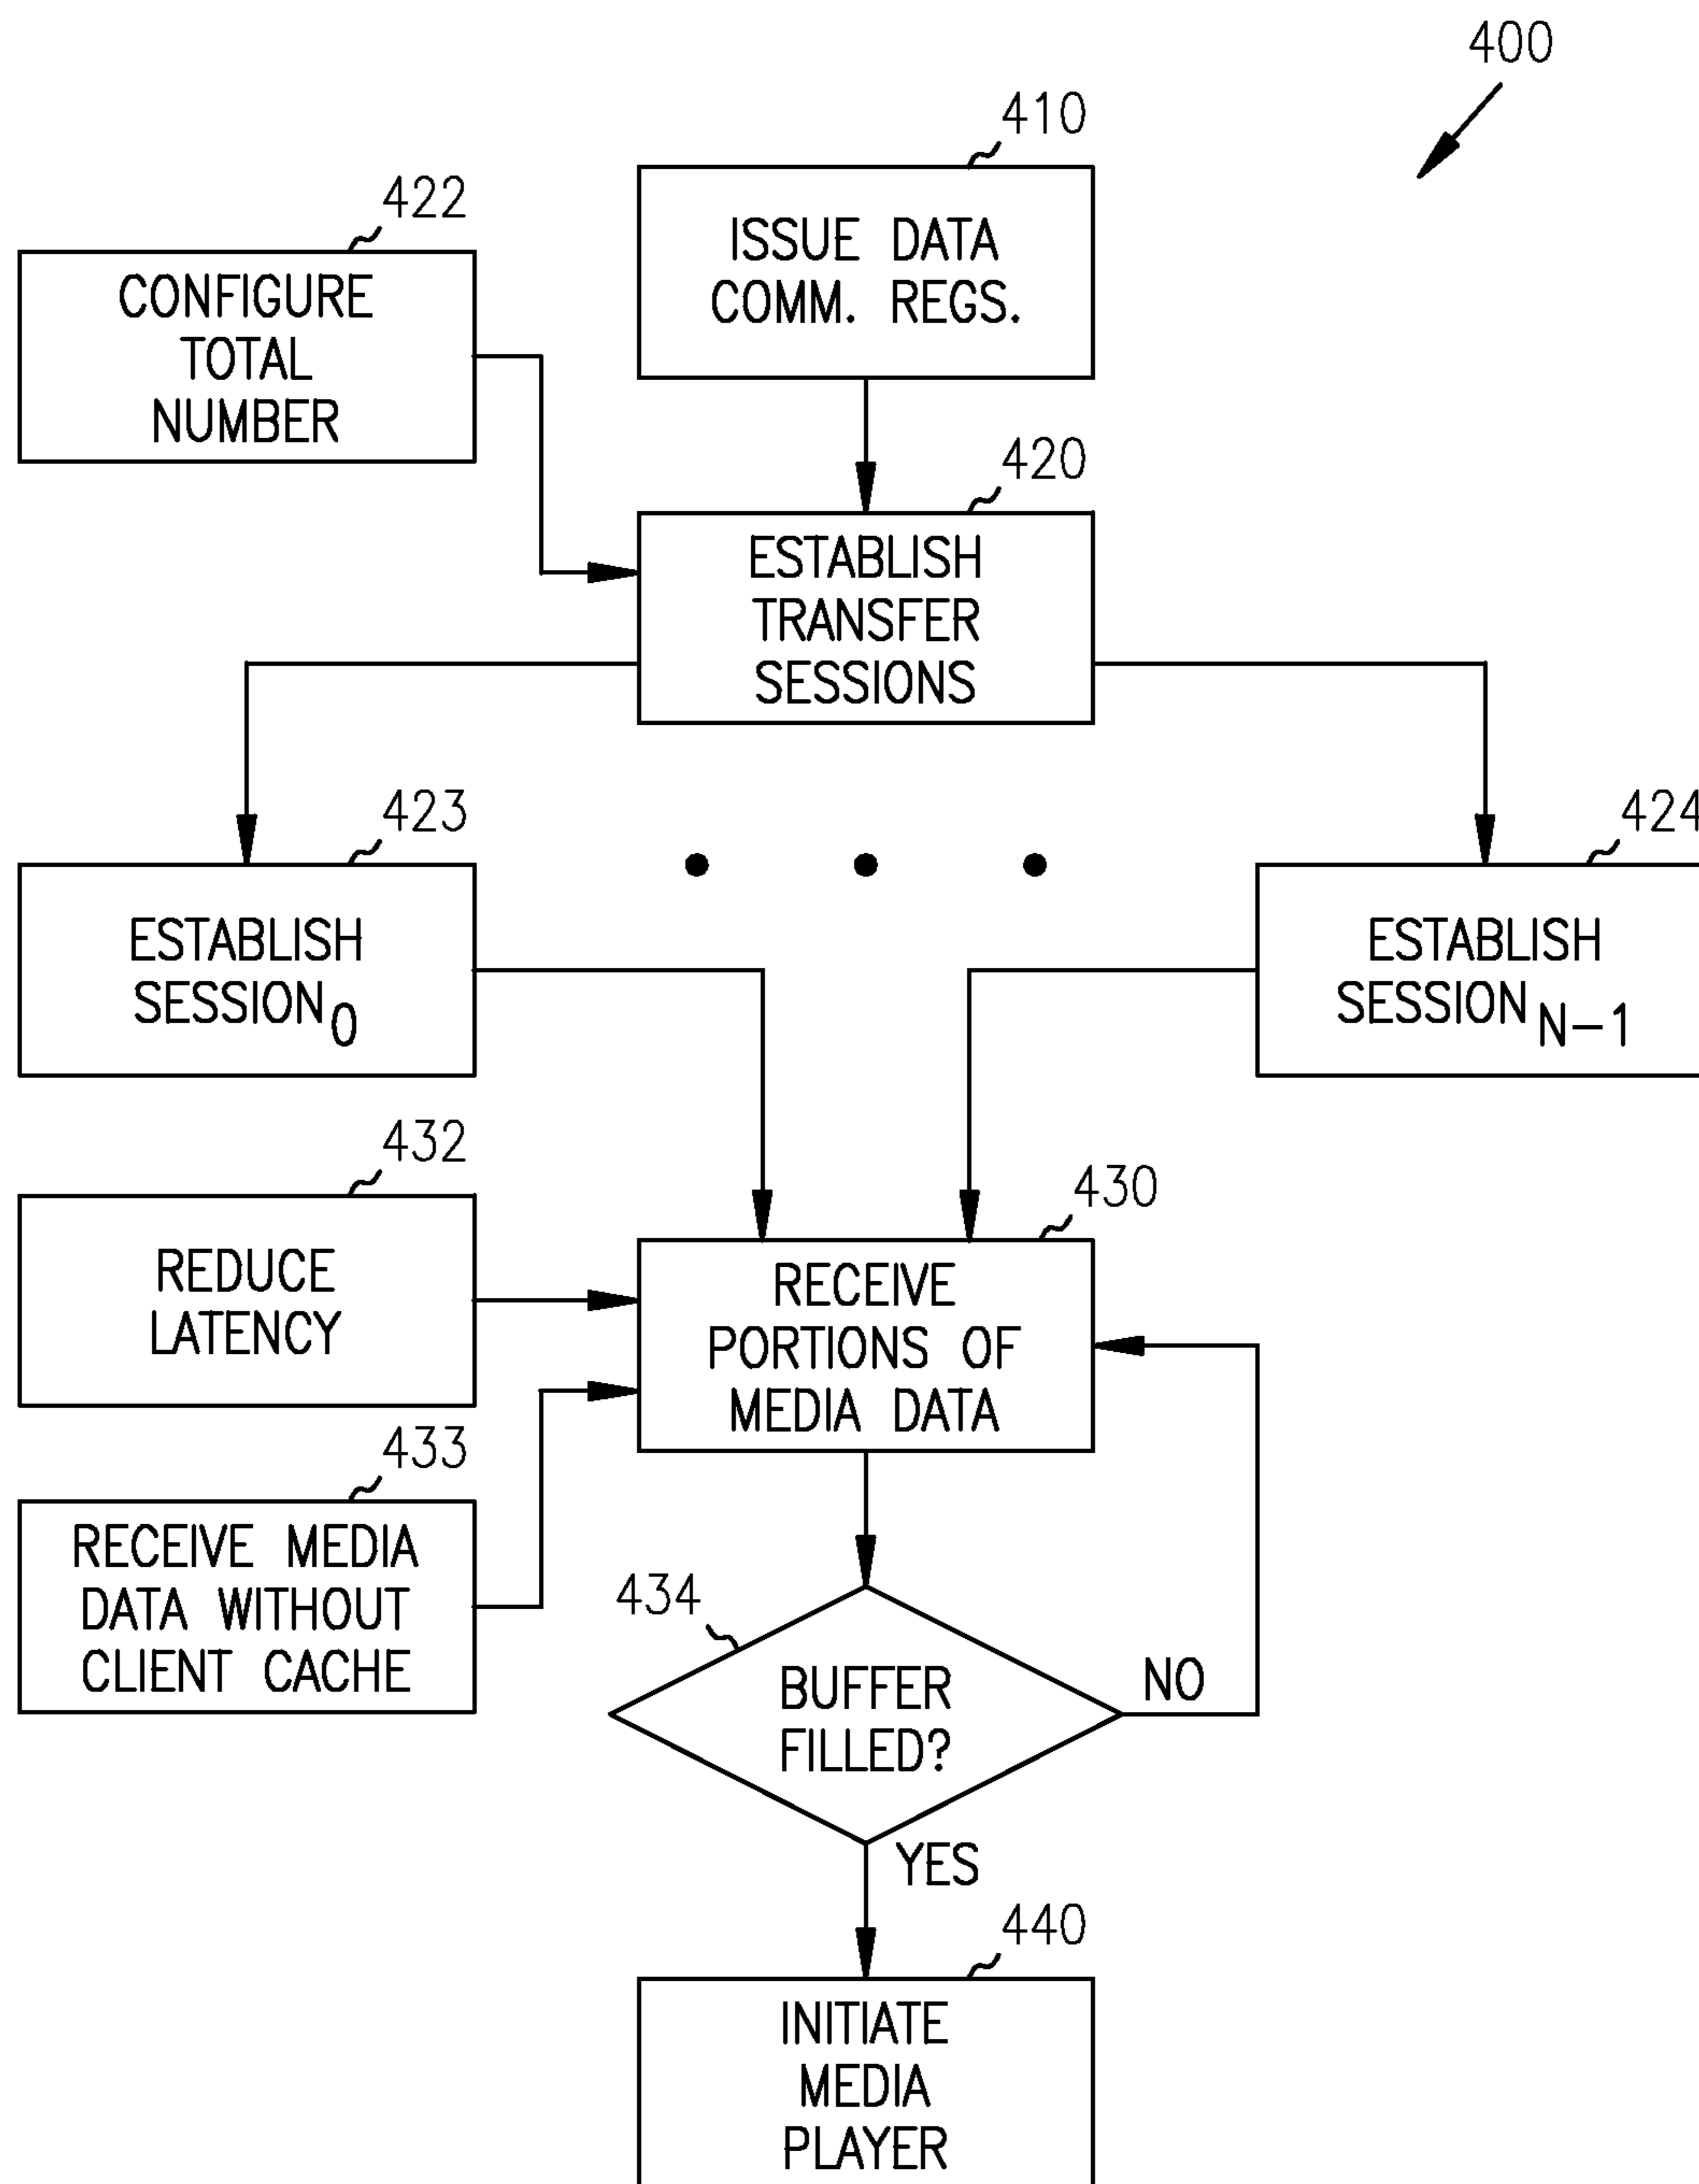 400
410
ISSUE DATA
COMM. REGS.
422
CONFIGURE
TOTAL
NUMBER
420
ESTABLISH
TRANSFER
SESSIONS
423
ESTABLISH
SESSION0
424
ESTABLISH
SESSION N-1
432
REDUCE
LATENCY
430
RECEIVE
PORTIONS OF
MEDIA DATA
433
RECEIVE MEDIA
DATA WITHOUT
CLIENT CACHE
434
BUFFER
FILLED?
NO
YES
440
INITIATE
MEDIA
PLAYER